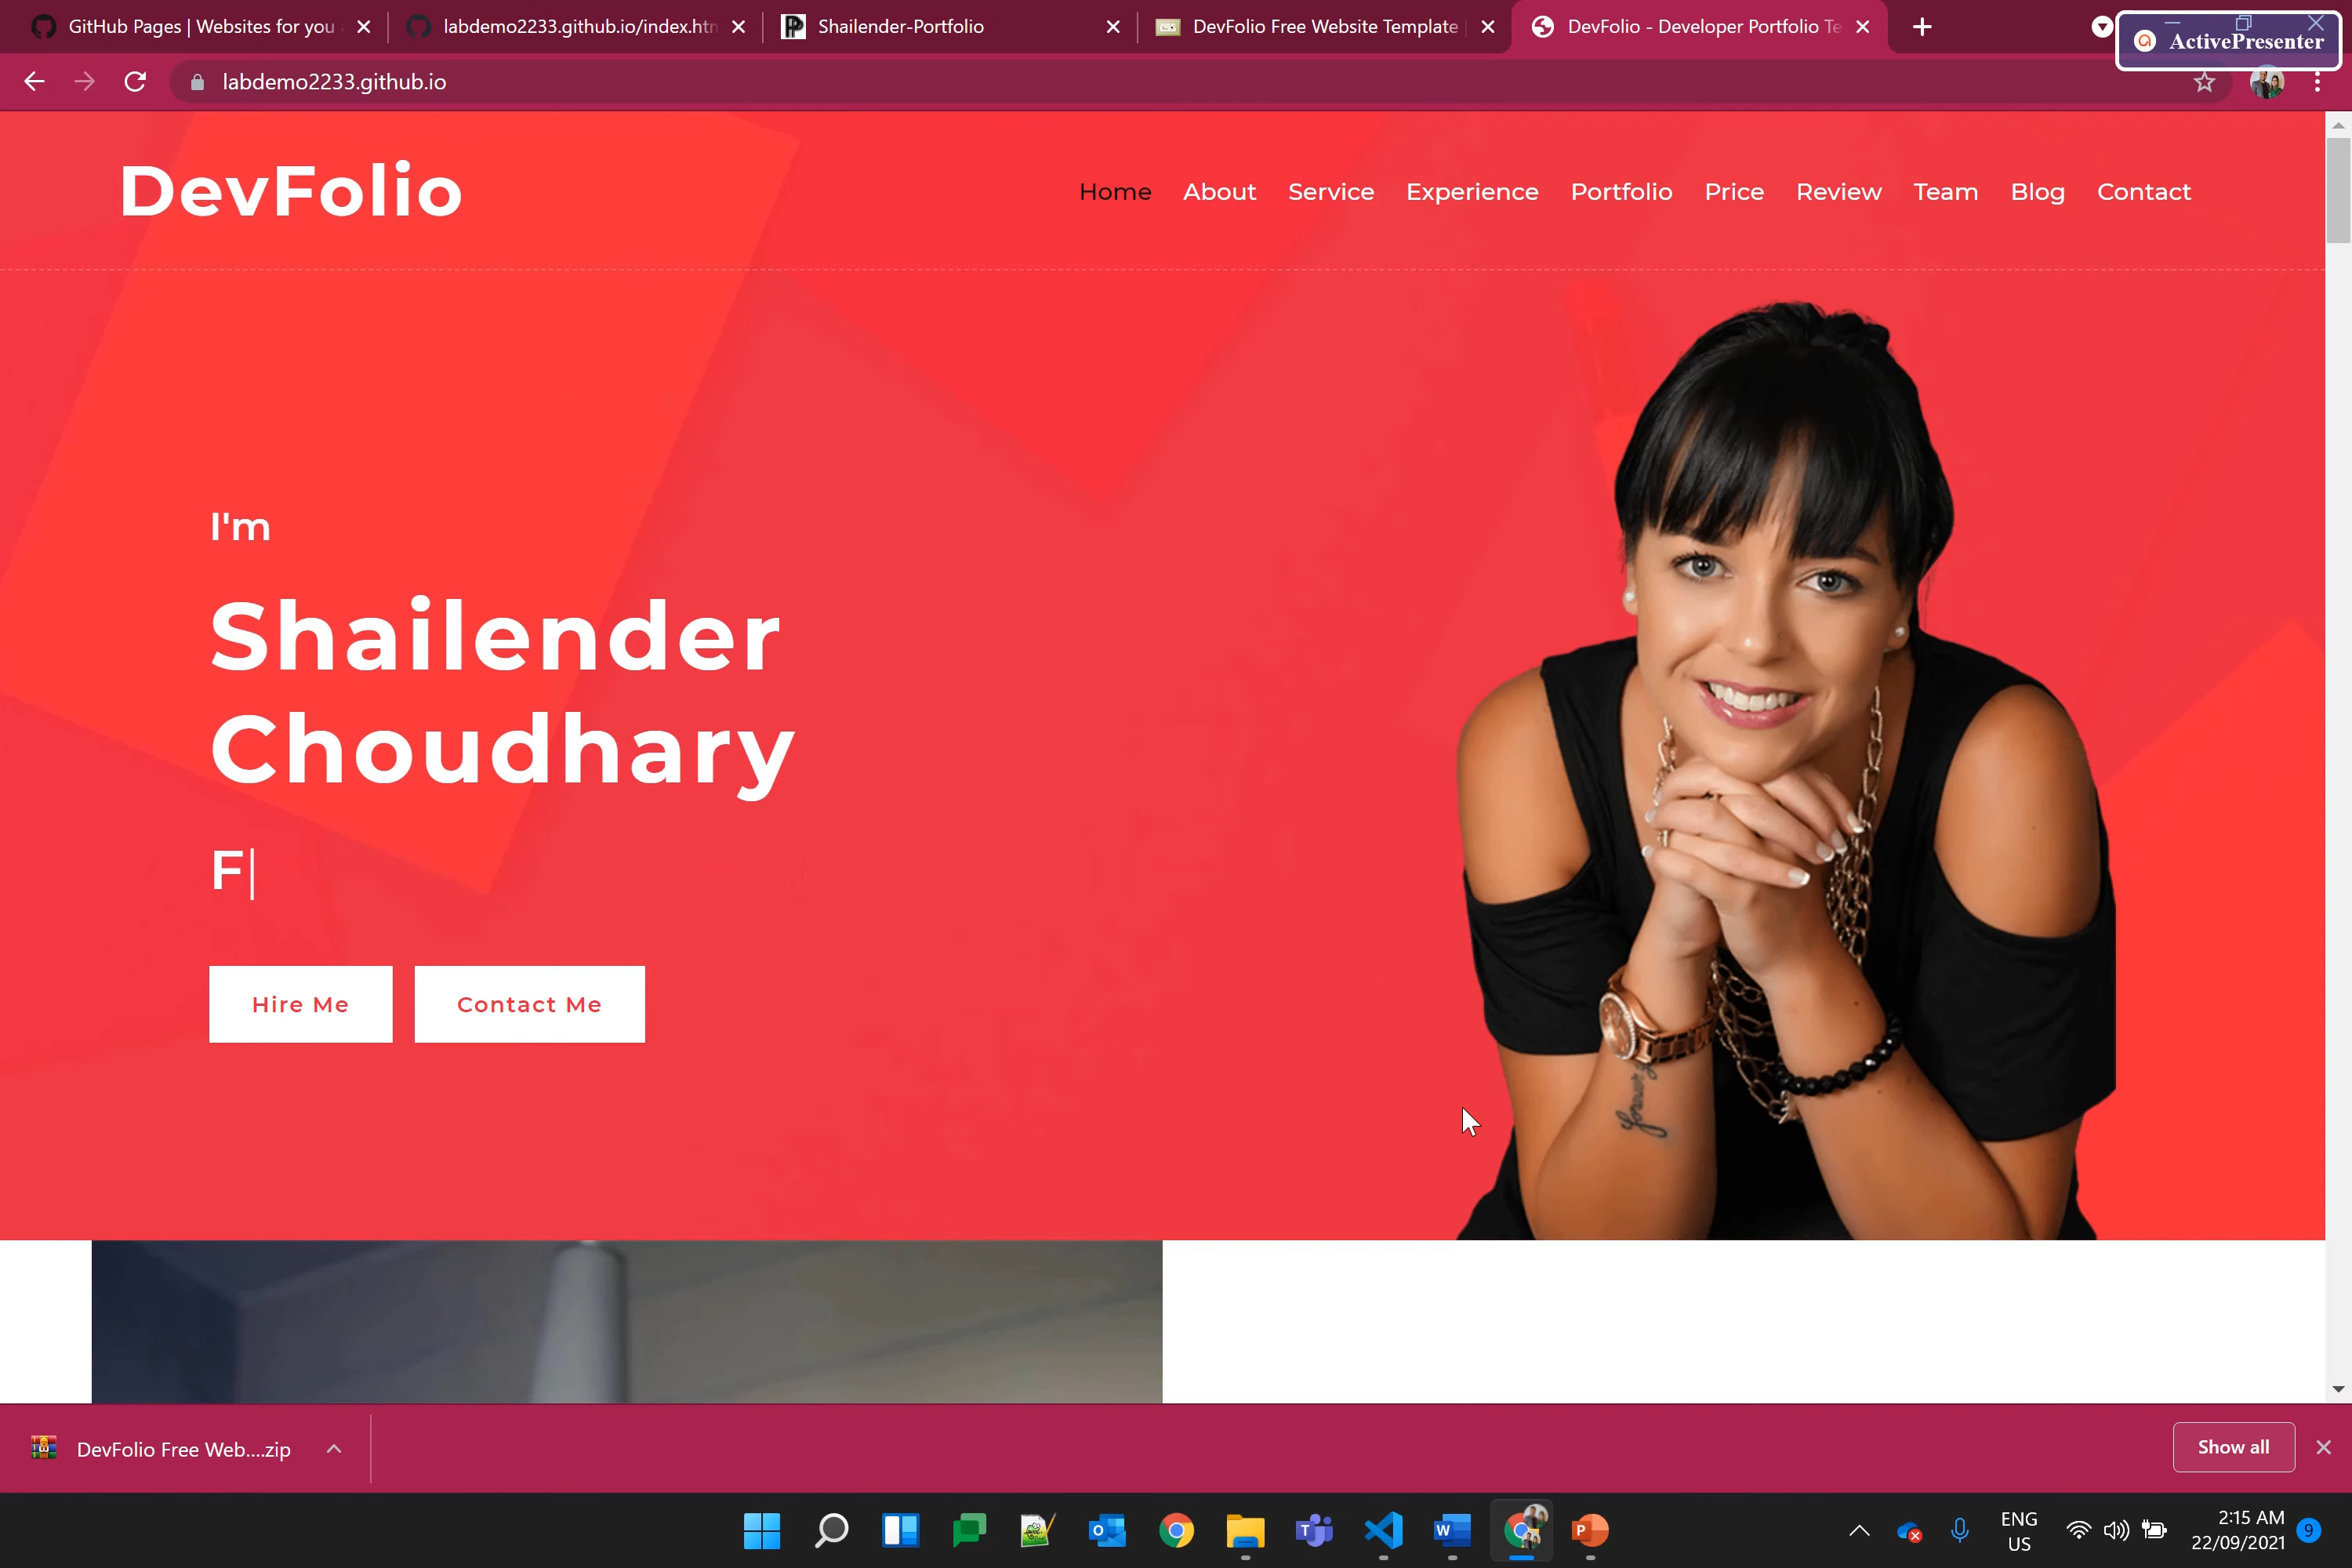 GitHub Pages | Websites for you
labdemo2233.github.io/index.htm
Shailender-Portfolio
DevFolio Free Website Template
DevFolio - Developer Portfolio Te
ActivePresenter
labdemo2233.github.io
DevFolio
Home About Service Experience Portfolio Price Review Team Blog Contact
I'm
Shailender
Choudhary
F
Hire Me
Contact Me
forever
DevFolio Free Web....zip
Show all
ENG
US
2:15 AM
22/09/2021
9